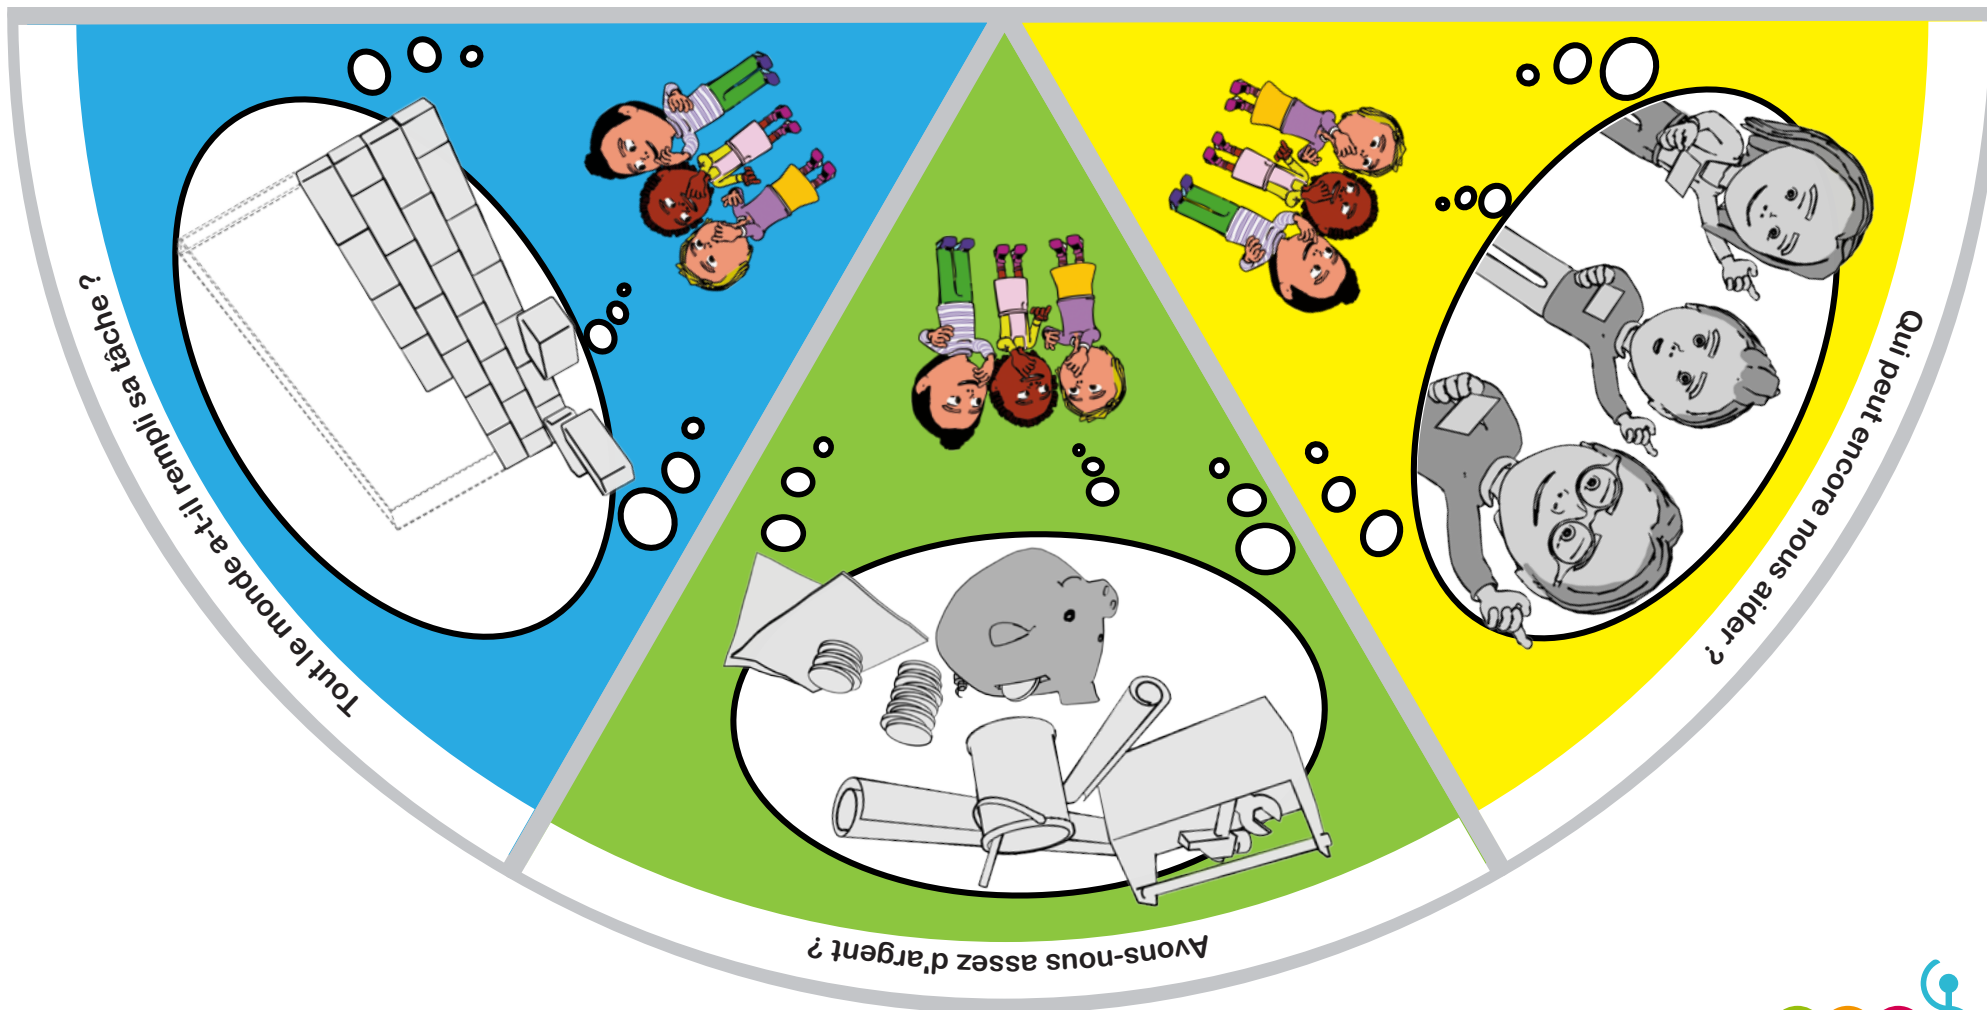 Qui peut encore nous aider ?
Avons-nous assez d'argent ?
Tout le monde a-t-il rempli sa tâche ?